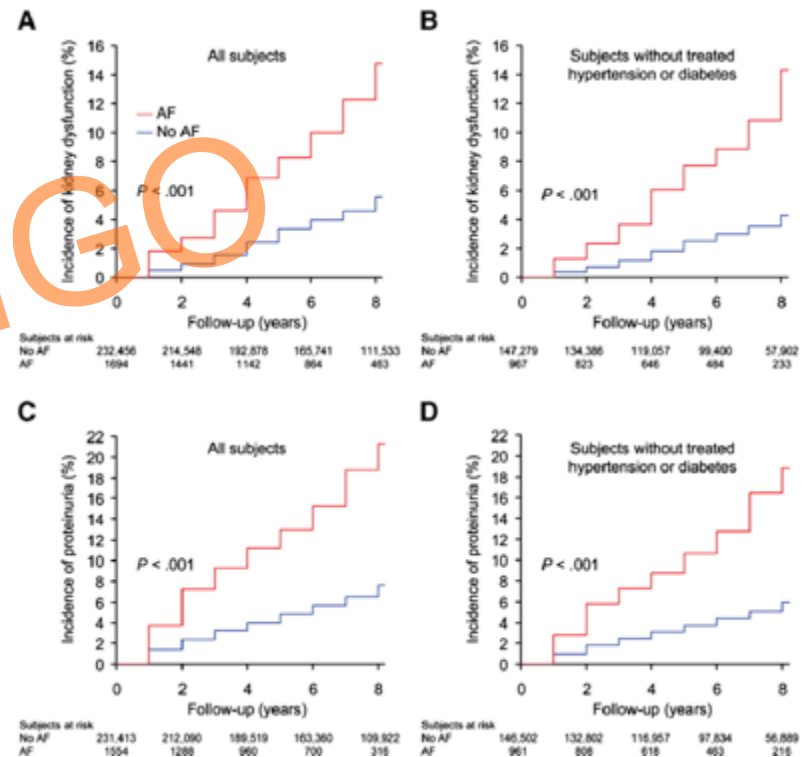 A
Incidence of kidney dysfunction (%)
16
14
12
10
8
6
4
2
0
All subjects
AF
No AF
P < .001
0 2 4 6 8
Follow-up (years)
Subjects at risk
No AF 232,456 214,548 192,878 165,741 111,533
AF 1694 1441 1142 864 463
B
Incidence of kidney dysfunction (%)
16
14
12
10
8
6
4
2
0
Subjects without treated
hypertension or diabetes
P < .001
0 2 4 6 8
Follow-up (years)
Subjects at risk
No AF 147,279 134,386 119,057 99,400 57,902
AF 967 823 646 484 233
C
Incidence of proteinuria (%)
22
20
18
16
14
12
10
8
6
4
2
0
All subjects
P < .001
0 2 4 6 8
Follow-up (years)
Subjects at risk
No AF 231,413 212,090 189,519 163,360 109,922
AF 1554 1288 960 700 316
D
Incidence of proteinuria (%)
22
20
18
16
14
12
10
8
6
4
2
0
Subjects without treated
hypertension or diabetes
P < .001
0 2 4 6 8
Follow-up (years)
Subjects at risk
No AF 146,502 132,802 116,957 97,834 56,889
AF 961 808 618 463 216
GO